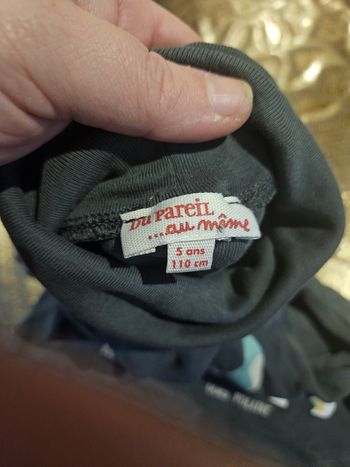 Du Pareil
...au même
5 ans
110 cm